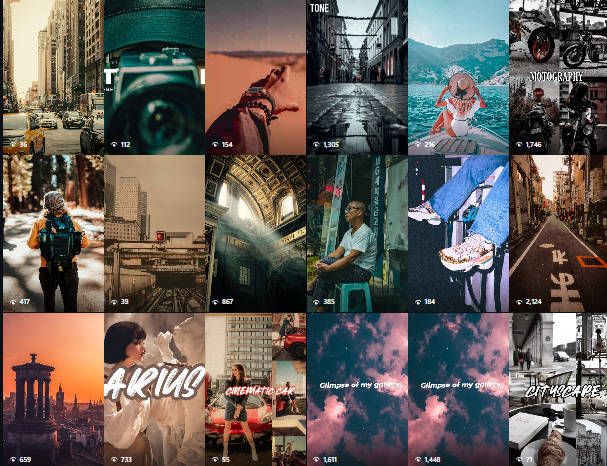 TONE
36
112
154
1,305
216
MOTOGRAPHY
1,746
417
39
867
385
184
2,124
659
ARIUS
733
CINEMATIC CAR
55
Glimpse of my gallery
1,611
Glimpse of my gallery
1,448
CITYSCAPE
71